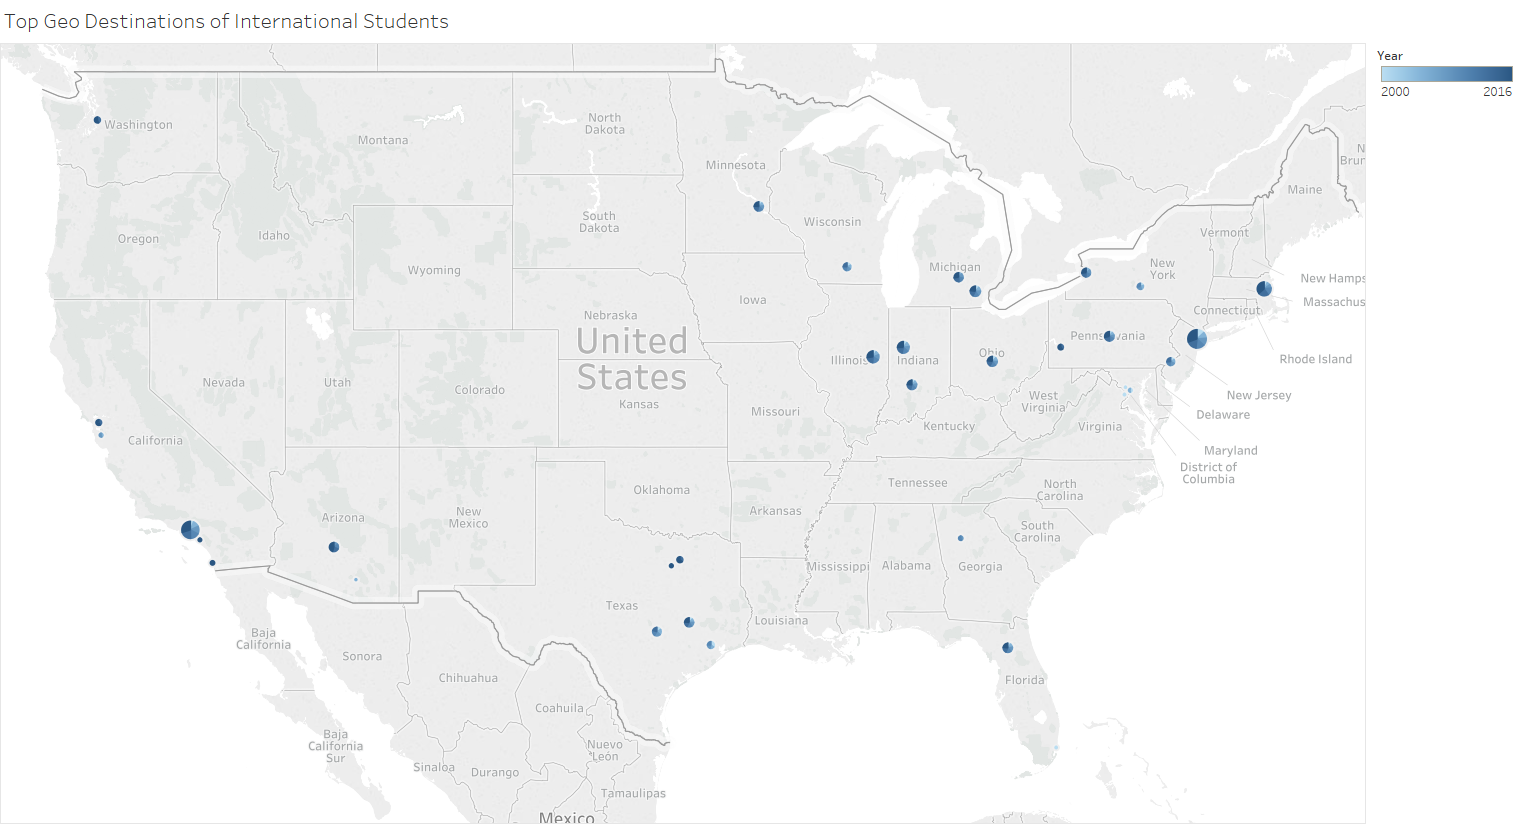 Top Geo Destinations of International Students
Year
2000
2016
Washington
Montana
North
Dakota
Minnesota
Maine
N
Brun
Oregon
Idaho
South
Dakota
Wisconsin
Vermont
Wyoming
Michigan
New
York
New Hamps
Massachus
Iowa
Connecticut
Nebraska
United
States
Pennsylvania
Illinois
Indiana
Ohio
Rhode Island
Nevada
Utah
Colorado
Kansas
West
Virginia
New Jersey
Delaware
Missouri
Kentucky
Virginia
California
Maryland
District of
Columbia
Tennessee
Oklahoma
North
Carolina
Arkansas
Arizona
New
Mexico
South
Carolina
Mississippi
Alabama
Georgia
Texas
Louisiana
Baja
California
Sonora
Chihuahua
Florida
Coahuila
Baja
California
Sur
Nuevo
León
Sinaloa
Durango
Tamaulipas
Mexico